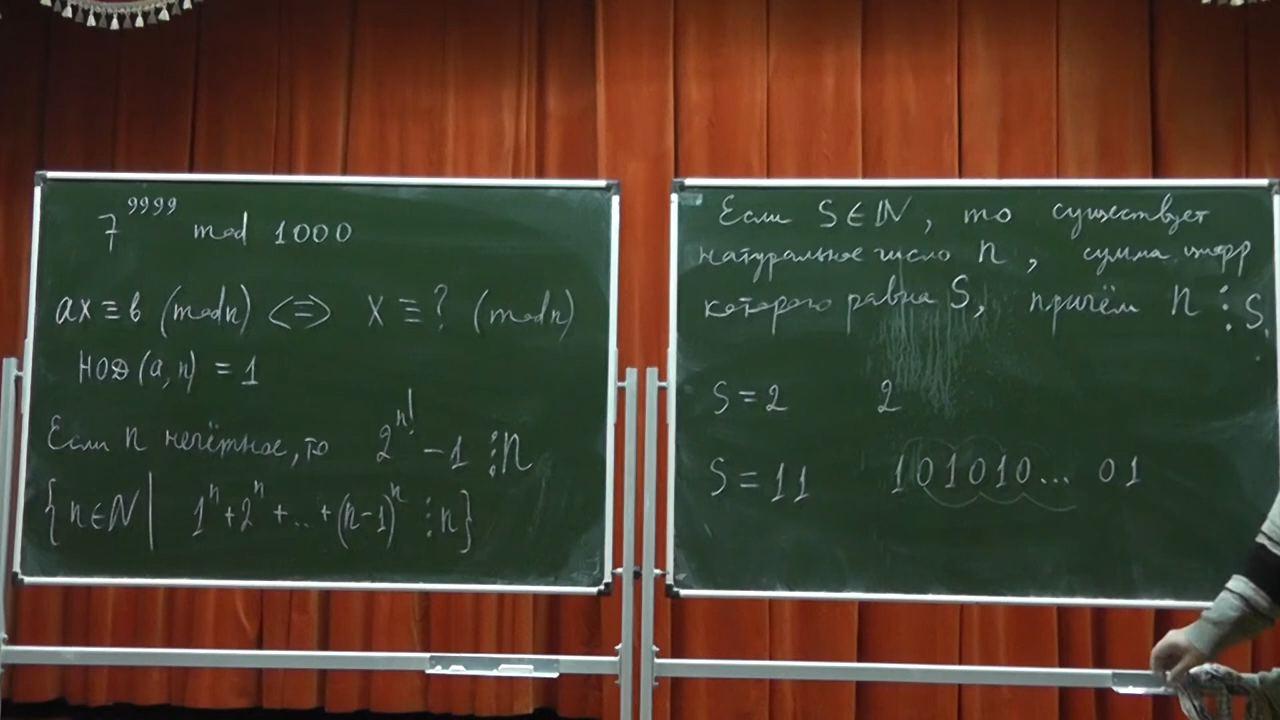 7^9999 mod 1000
ax ≡ b (mod n) <=> x ≡ ? (mod n)
НОД (a, n) = 1
Если n нечётное, то 2^n! - 1 ⋮ n
{n ∈ ℕ | 1^n + 2^n + ... + (n-1)^n ⋮ n}
Если S ∈ ℕ, то существует
натуральное число n, сумма цифр
которого равна S, причём n ⋮ S.
S = 2 2
S = 11 101010... 01